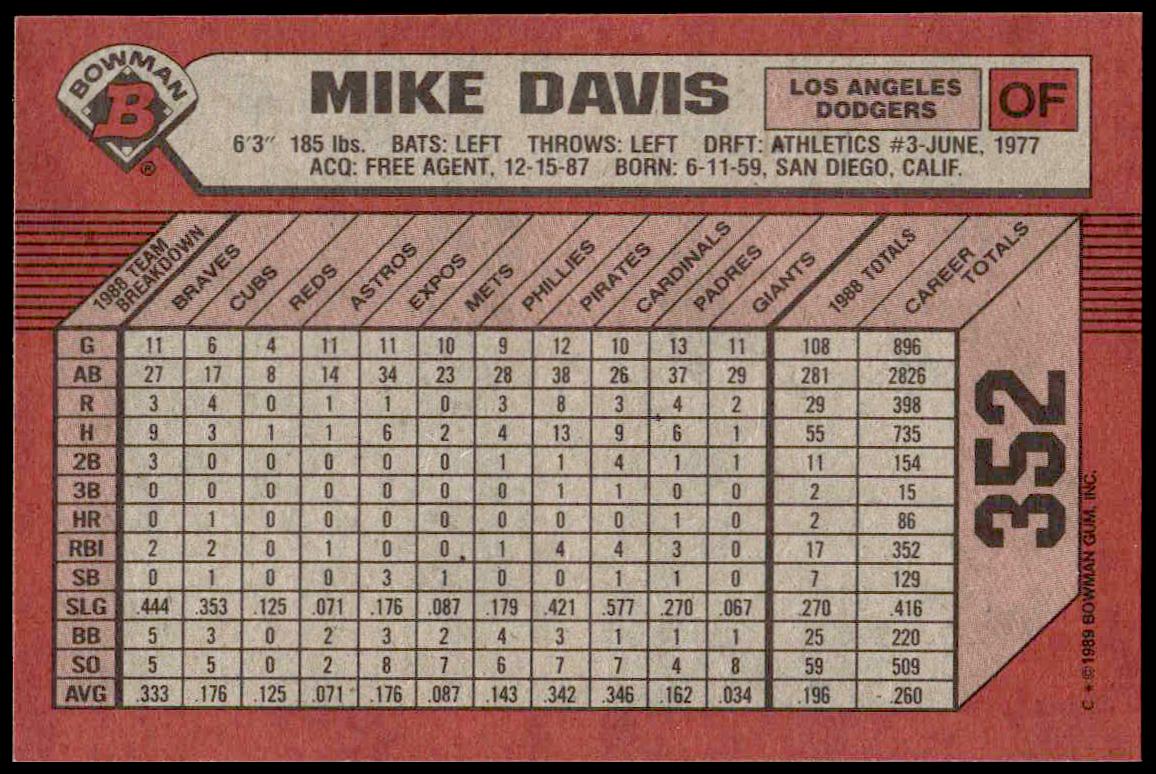 BOWMAN
B
®
MIKE DAVIS
LOS ANGELES
DODGERS
OF
6'3" 185 lbs. BATS: LEFT THROWS: LEFT DRFT: ATHLETICS #3-JUNE, 1977
ACQ: FREE AGENT, 12-15-87 BORN: 6-11-59, SAN DIEGO, CALIF.
1988 TEAM BREAKDOWN BRAVES CUBS REDS ASTROS EXPOS METS PHILLIES PIRATES CARDINALS PADRES GIANTS 1988 TOTALS CAREER TOTALS
G 11 6 4 11 11 10 9 12 10 13 11 108 896
AB 27 17 8 14 34 23 28 38 26 37 29 281 2826
R 3 4 0 1 1 0 3 8 3 4 2 29 398
H 9 3 1 1 6 2 4 13 9 6 1 55 735
2B 3 0 0 0 0 0 1 1 4 1 1 11 154
3B 0 0 0 0 0 0 0 1 1 0 0 2 15
HR 0 1 0 0 0 0 0 0 0 1 0 2 86
RBI 2 2 0 1 0 0 1 4 4 3 0 17 352
SB 0 1 0 0 3 1 0 0 1 1 0 7 129
SLG .444 .353 .125 .071 .176 .087 .179 .421 .577 .270 .067 .270 .416
BB 5 3 0 2 3 2 4 3 1 1 1 25 220
SO 5 5 0 2 8 7 6 7 7 4 8 59 509
AVG .333 .176 .125 .071 .176 .087 .143 .342 .346 .162 .034 .196 .260
352
C * © 1989 BOWMAN GUM, INC.